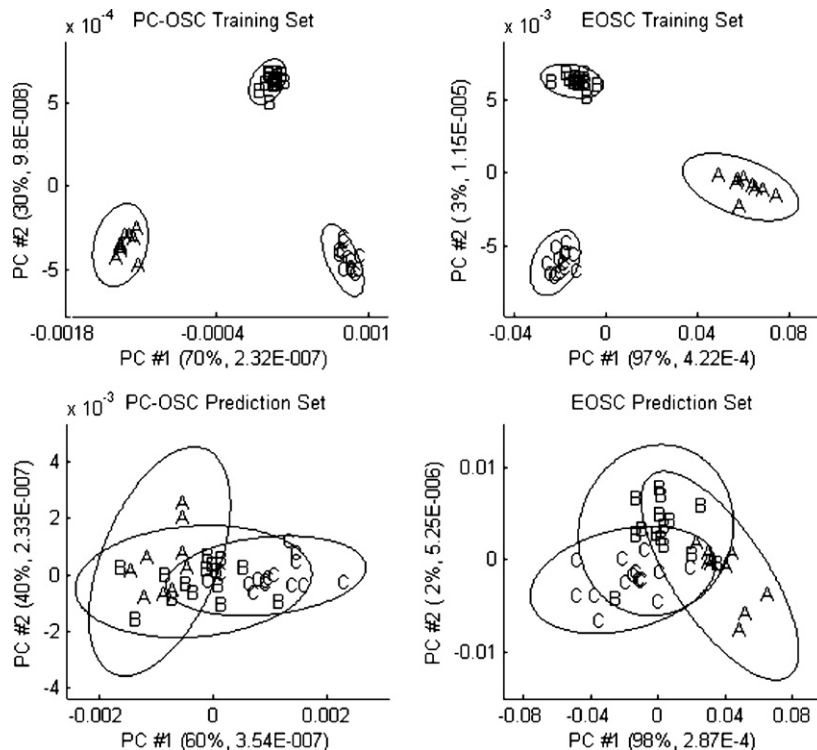 PC-OSC Training Set
x 10^-4
5
0
-5
-0.0018
-0.0004
0.001
PC #1 (70%, 2.32E-007)
PC #2 (30%, 9.8E-008)
B
A
C
EOSC Training Set
x 10^-3
5
0
-5
-0.04
0
0.04
0.08
PC #1 (97%, 4.22E-4)
PC #2 ( 3%, 1.15E-005)
B
A
C
PC-OSC Prediction Set
x 10^-3
4
2
0
-2
-4
-0.002
0
0.002
PC #1 (60%, 3.54E-007)
PC #2 (40%, 2.33E-007)
A
B
C
EOSC Prediction Set
0.01
0
-0.01
-0.08
-0.04
0
0.04
0.08
PC #1 (98%, 2.87E-4)
PC #2 ( 2%, 5.25E-006)
B
C
A